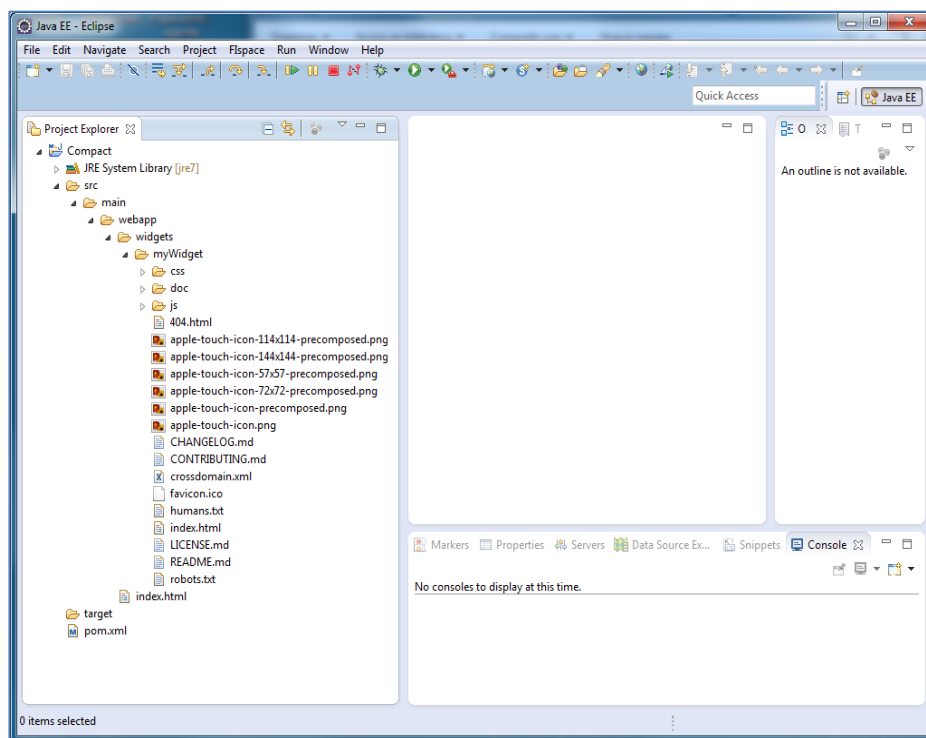 Java EE - Eclipse
File Edit Navigate Search Project FIspace Run Window Help
Quick Access
Java EE
Project Explorer
Compact
JRE System Library [jre7]
src
main
webapp
widgets
myWidget
css
doc
js
404.html
apple-touch-icon-114x114-precomposed.png
apple-touch-icon-144x144-precomposed.png
apple-touch-icon-57x57-precomposed.png
apple-touch-icon-72x72-precomposed.png
apple-touch-icon-precomposed.png
apple-touch-icon.png
CHANGELOG.md
CONTRIBUTING.md
crossdomain.xml
favicon.ico
humans.txt
index.html
LICENSE.md
README.md
robots.txt
index.html
target
pom.xml
O T
An outline is not available.
Markers Properties Servers Data Source Ex... Snippets Console
No consoles to display at this time.
0 items selected